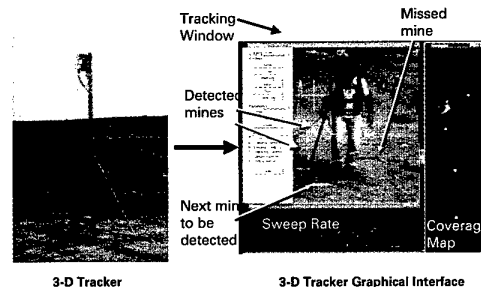 Tracking
Window
Missed
mine
Detected
mines
Next min
to be
detected
Sweep Rate
Coverag
Map
3-D Tracker
3-D Tracker Graphical Interface